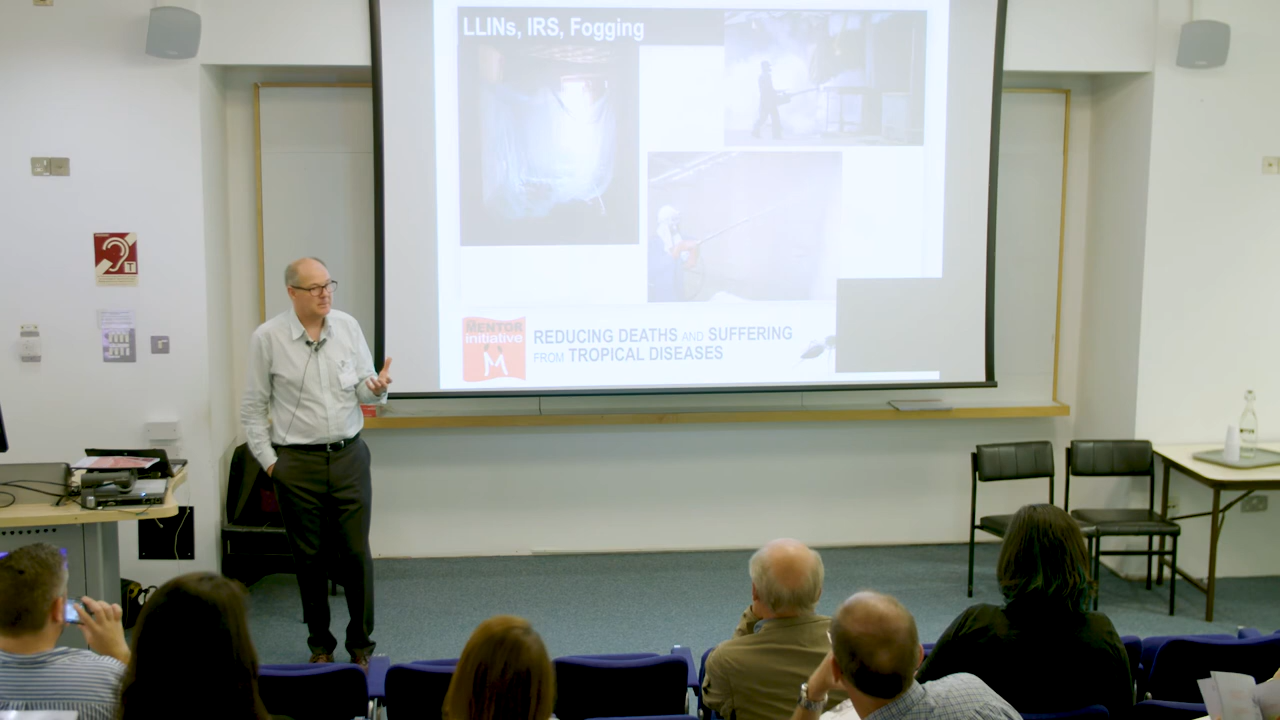 LLINs, IRS, Fogging
MENTOR
initiative
REDUCING DEATHS AND SUFFERING
FROM TROPICAL DISEASES
T